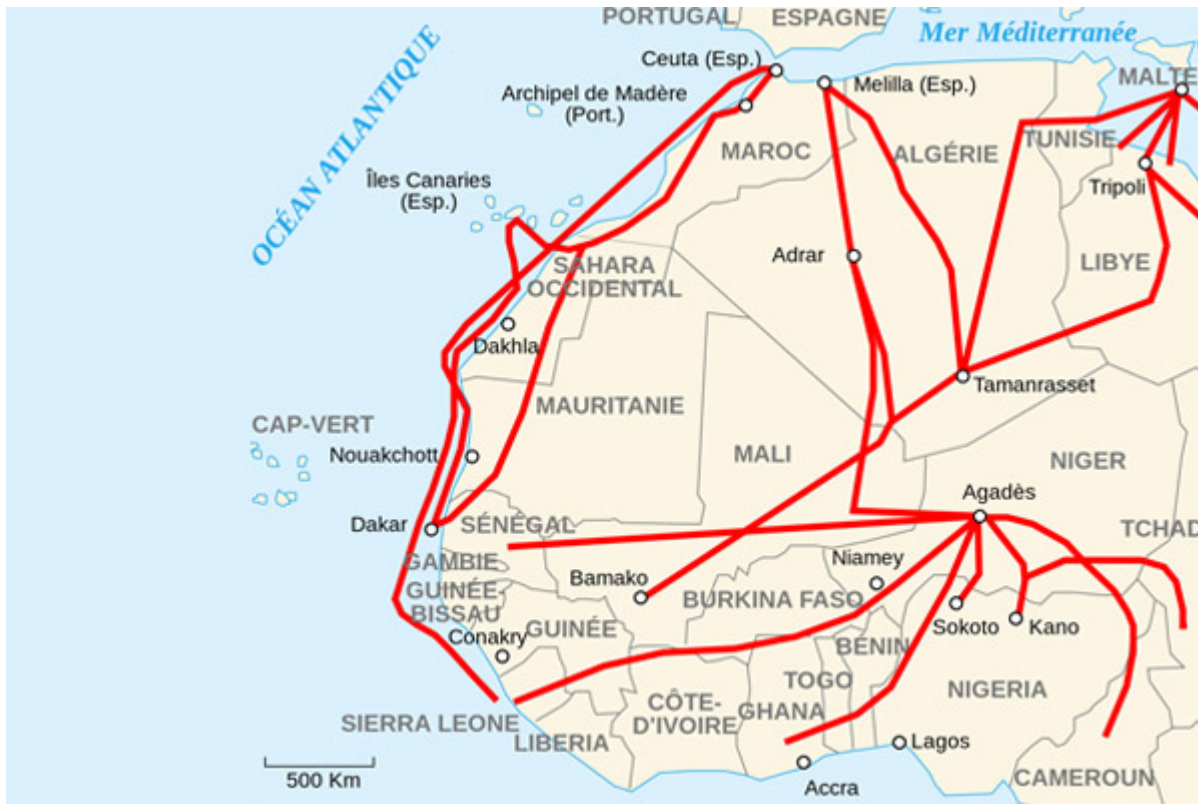 PORTUGAL
ESPAGNE
Mer Méditerranée
Ceuta (Esp.)
MALTE
Melilla (Esp.)
Archipel de Madère
(Port.)
OCÉAN ATLANTIQUE
MAROC
ALGÉRIE
TUNISIE
Tripoli
Îles Canaries
(Esp.)
Adrar
LIBYE
SAHARA
OCCIDENTAL
Dakhla
Tamanrasset
MAURITANIE
CAP-VERT
Nouakchott
MALI
NIGER
Agadès
Dakar
SÉNÉGAL
TCHAD
GAMBIE
Niamey
Bamako
GUINÉE-
BISSAU
BURKINA FASO
Sokoto
Kano
GUINÉE
Conakry
BÉNIN
TOGO
NIGERIA
CÔTE-
D'IVOIRE
GHANA
SIERRA LEONE
LIBERIA
Lagos
500 Km
Accra
CAMEROUN